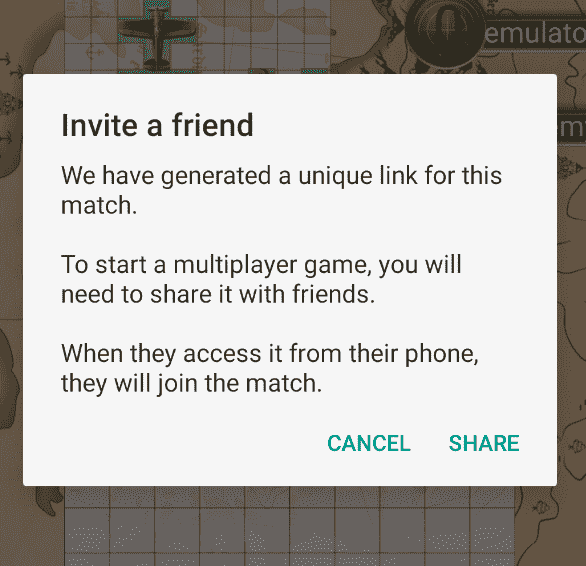 emulato
Invite a friend
We have generated a unique link for this
match.
To start a multiplayer game, you will
need to share it with friends.
When they access it from their phone,
they will join the match.
CANCEL SHARE